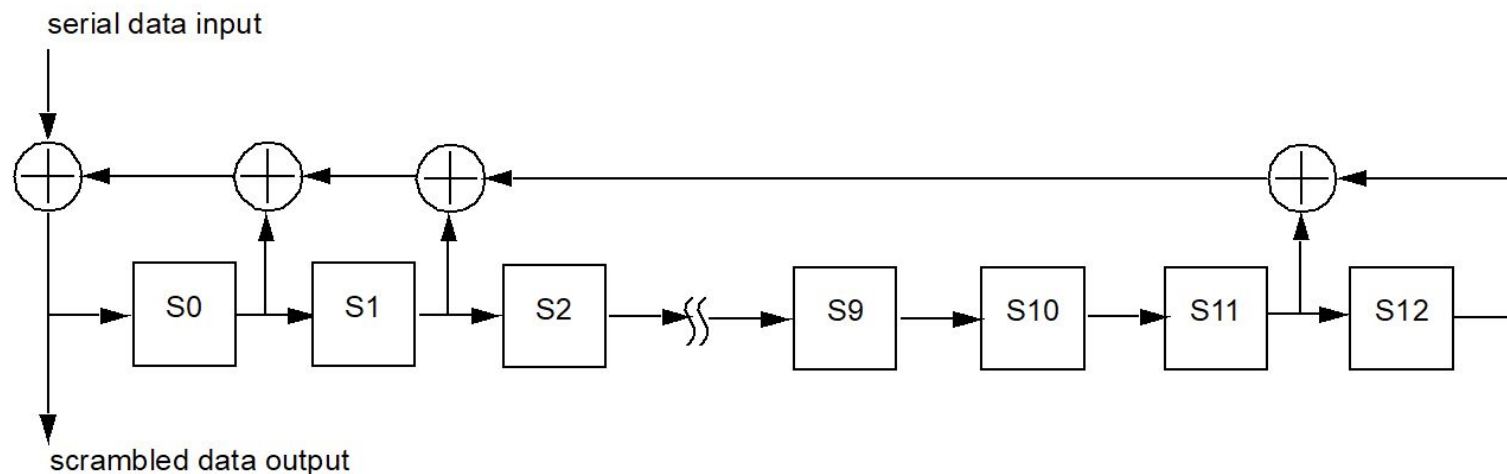 serial data input
S0
S1
S2
S9
S10
S11
S12
scrambled data output